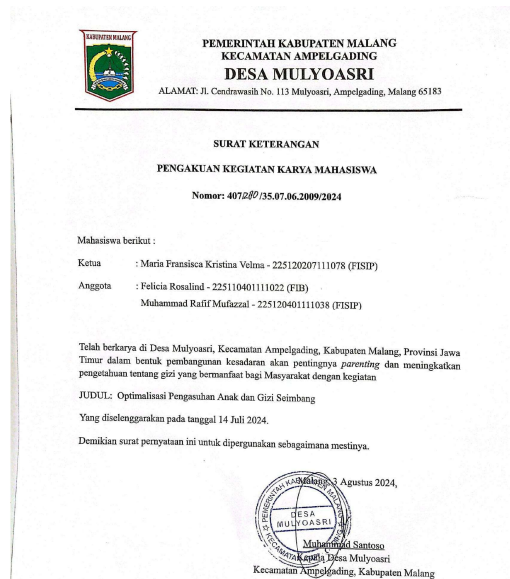 KABUPATEN MALANG
PEMERINTAH KABUPATEN MALANG
KECAMATAN AMPELGADING
DESA MULYOASRI
ALAMAT: Jl. Cendrawasih No. 113 Mulyoasri, Ampelgading, Malang 65183
SURAT KETERANGAN
PENGAKUAN KEGIATAN KARYA MAHASISWA
Nomor: 407/280/35.07.06.2009/2024
Mahasiswa berikut :
Ketua : Maria Fransisca Kristina Velma - 225120207111078 (FISIP)
Anggota : Felicia Rosalind - 225110401111022 (FIB)
Muhammad Rafif Mufazzal - 225120401111038 (FISIP)
Telah berkarya di Desa Mulyoasri, Kecamatan Ampelgading, Kabupaten Malang, Provinsi Jawa
Timur dalam bentuk pembangunan kesadaran akan pentingnya parenting dan meningkatkan
pengetahuan tentang gizi yang bermanfaat bagi Masyarakat dengan kegiatan
JUDUL: Optimalisasi Pengasuhan Anak dan Gizi Seimbang
Yang diselenggarakan pada tanggal 14 Juli 2024.
Demikian surat pernyataan ini untuk dipergunakan sebagaimana mestinya.
Malang, 3 Agustus 2024,
PEMERINTAH KABUPATEN MALANG
DESA
MULYOASRI
KECAMATAN
Muhammad Santoso
Kepala Desa Mulyoasri
Kecamatan Ampelgading, Kabupaten Malang